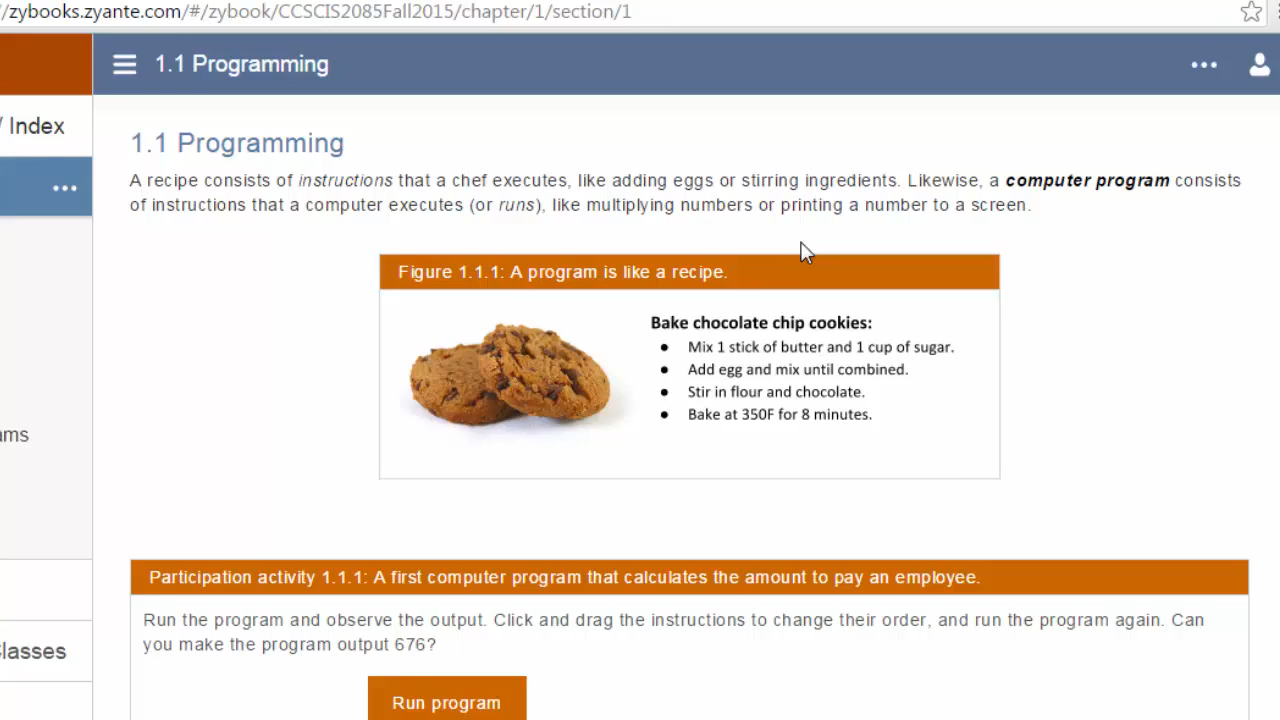 //zybooks.zyante.com/#/zybook/CCSCIS2085Fall2015/chapter/1/section/1
1.1 Programming
/ Index
1.1 Programming
A recipe consists of instructions that a chef executes, like adding eggs or stirring ingredients. Likewise, a computer program consists
of instructions that a computer executes (or runs), like multiplying numbers or printing a number to a screen.
Figure 1.1.1: A program is like a recipe.
Bake chocolate chip cookies:
● Mix 1 stick of butter and 1 cup of sugar.
● Add egg and mix until combined.
● Stir in flour and chocolate.
● Bake at 350F for 8 minutes.
ams
Participation activity 1.1.1: A first computer program that calculates the amount to pay an employee.
Run the program and observe the output. Click and drag the instructions to change their order, and run the program again. Can
you make the program output 676?
lasses
Run program